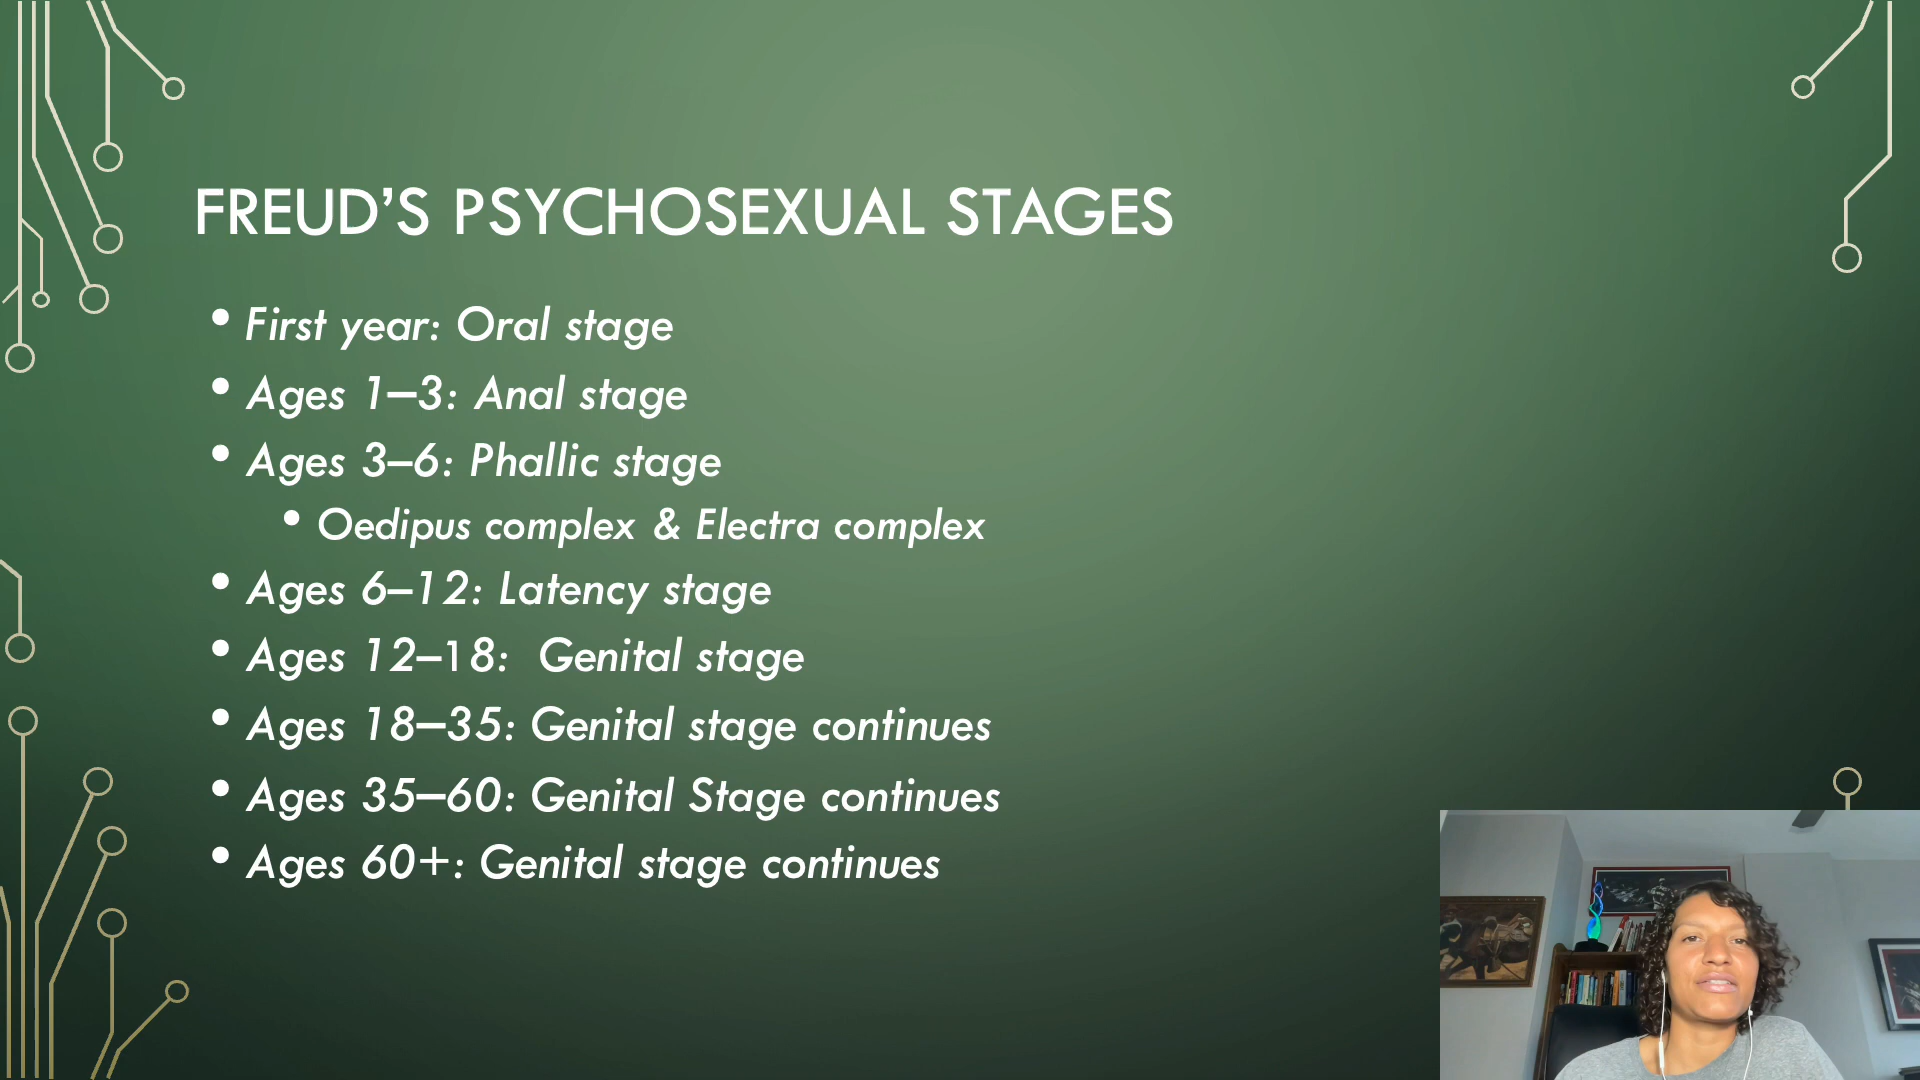 FREUD’S PSYCHOSEXUAL STAGES
• First year: Oral stage
• Ages 1–3: Anal stage
• Ages 3–6: Phallic stage
• Oedipus complex & Electra complex
• Ages 6–12: Latency stage
• Ages 12–18:  Genital stage
• Ages 18–35: Genital stage continues
• Ages 35–60: Genital Stage continues
• Ages 60+: Genital stage continues